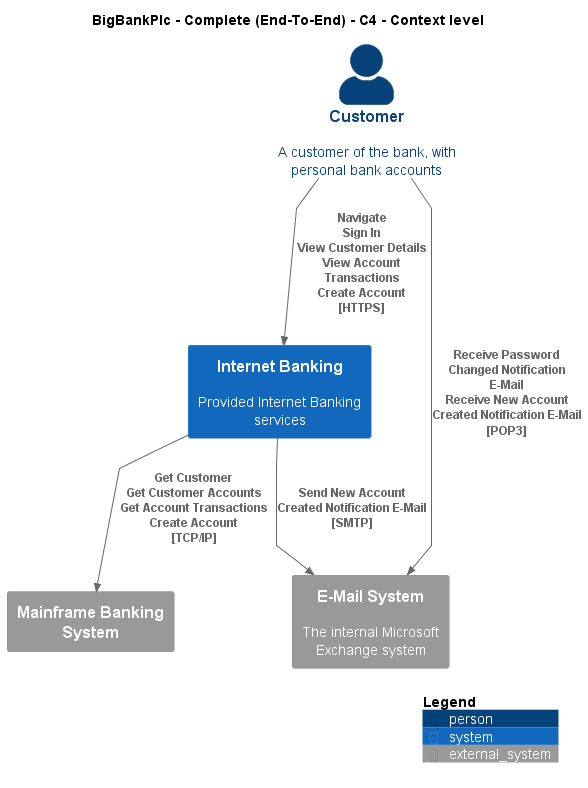 BigBankPlc - Complete (End-To-End) - C4 - Context level
Customer
A customer of the bank, with
personal bank accounts
Navigate
Sign In
View Customer Details
View Account
Transactions
Create Account
[HTTPS]
Receive Password
Changed Notification
E-Mail
Receive New Account
Created Notification E-Mail
[POP3]
Internet Banking
Provided Internet Banking
services
Get Customer
Get Customer Accounts
Get Account Transactions
Create Account
[TCP/IP]
Send New Account
Created Notification E-Mail
[SMTP]
Mainframe Banking
System
E-Mail System
The internal Microsoft
Exchange system
Legend
person
system
external_system